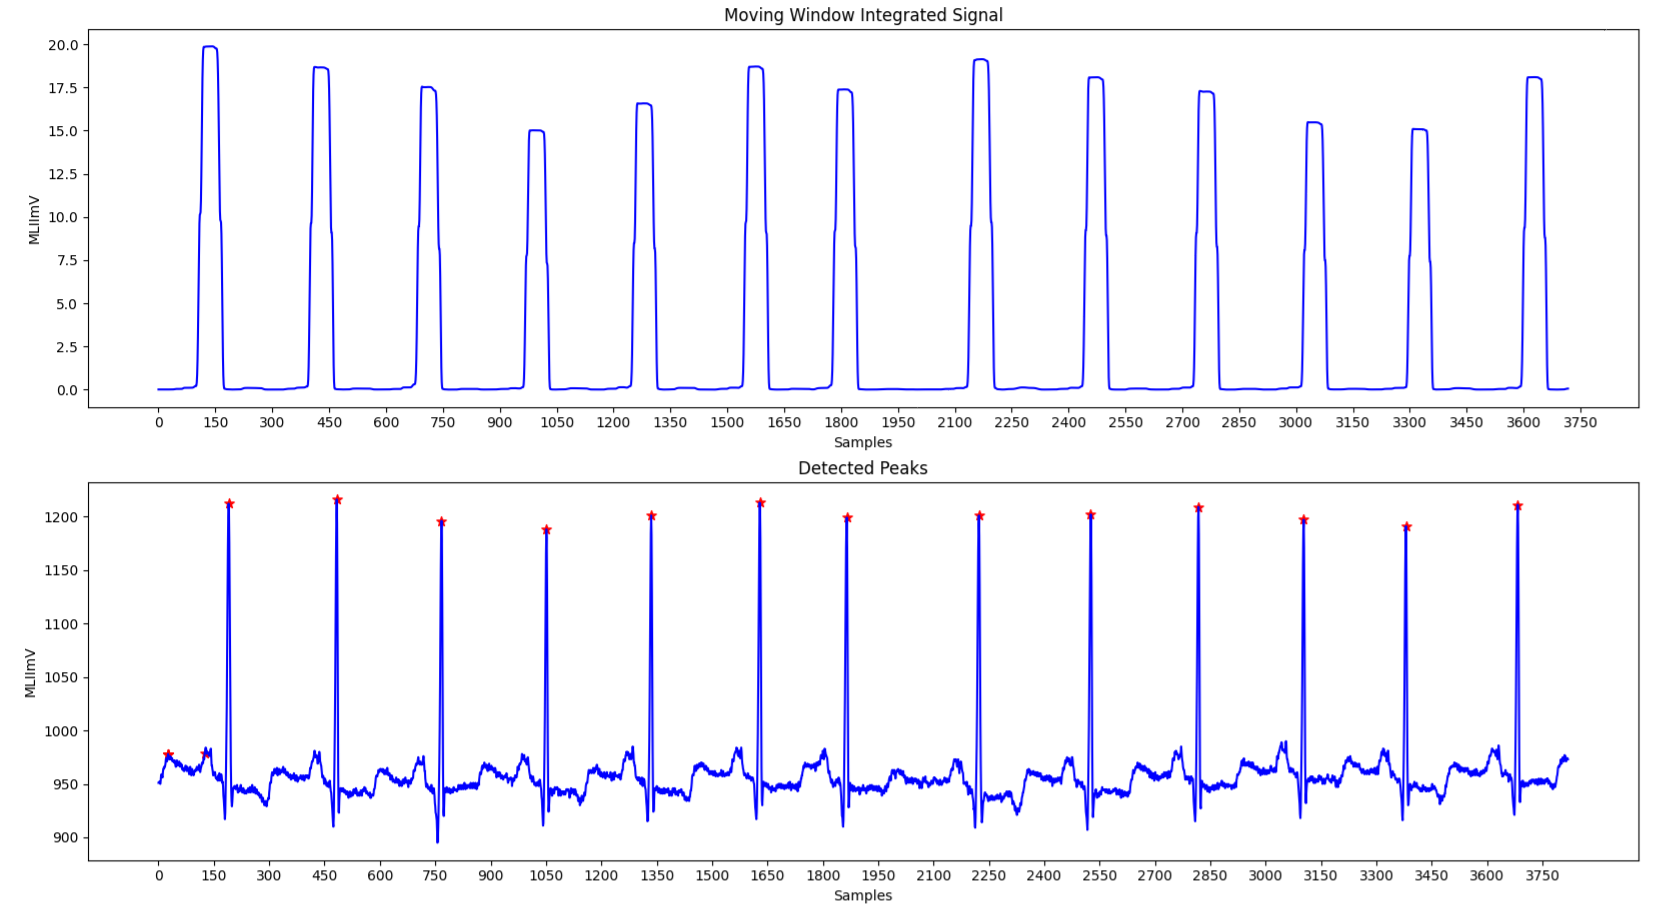 Moving Window Integrated Signal
20.0
17.5
15.0
12.5
10.0
7.5
5.0
2.5
0.0
MLIImV
0 150 300 450 600 750 900 1050 1200 1350 1500 1650 1800 1950 2100 2250 2400 2550 2700 2850 3000 3150 3300 3450 3600 3750
Samples
Detected Peaks
1200
1150
1100
1050
1000
950
900
MLIImV
0 150 300 450 600 750 900 1050 1200 1350 1500 1650 1800 1950 2100 2250 2400 2550 2700 2850 3000 3150 3300 3450 3600 3750
Samples